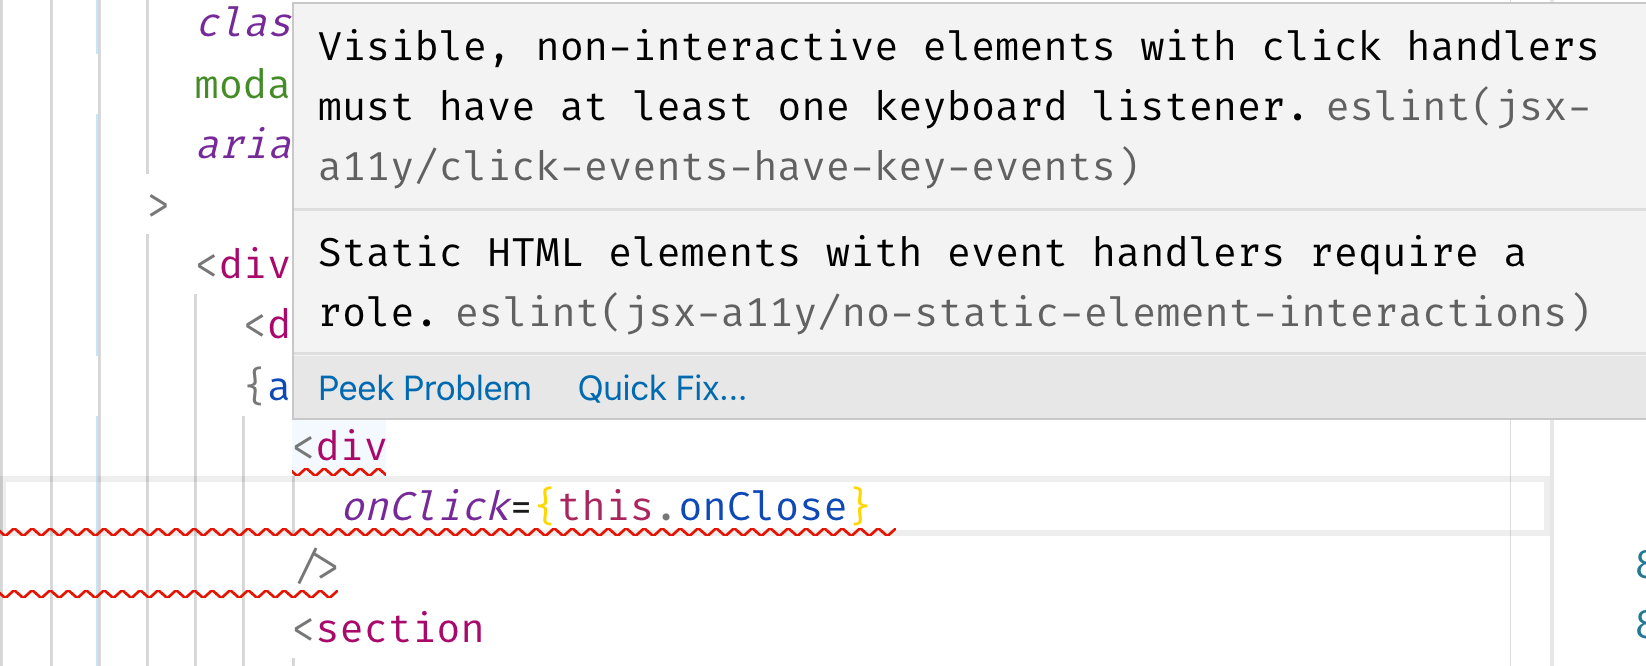 clas
Visible, non-interactive elements with click handlers
moda
must have at least one keyboard listener. eslint(jsx-
aria
a11y/click-events-have-key-events)
>
Static HTML elements with event handlers require a
<div
role. eslint(jsx-a11y/no-static-element-interactions)
<d
{a
Peek Problem Quick Fix...
<div
onClick={this.onClose}
/>
<section